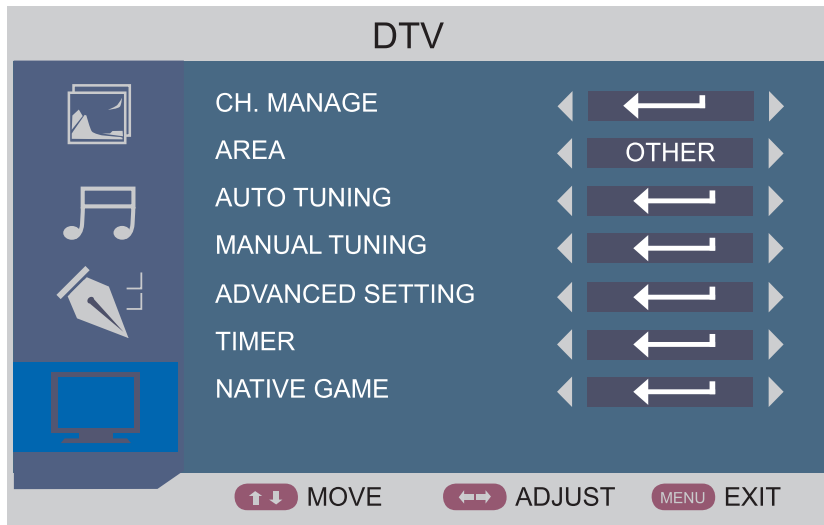 DTV
CH. MANAGE
AREA OTHER
AUTO TUNING
MANUAL TUNING
ADVANCED SETTING
TIMER
NATIVE GAME
MOVE ADJUST MENU EXIT